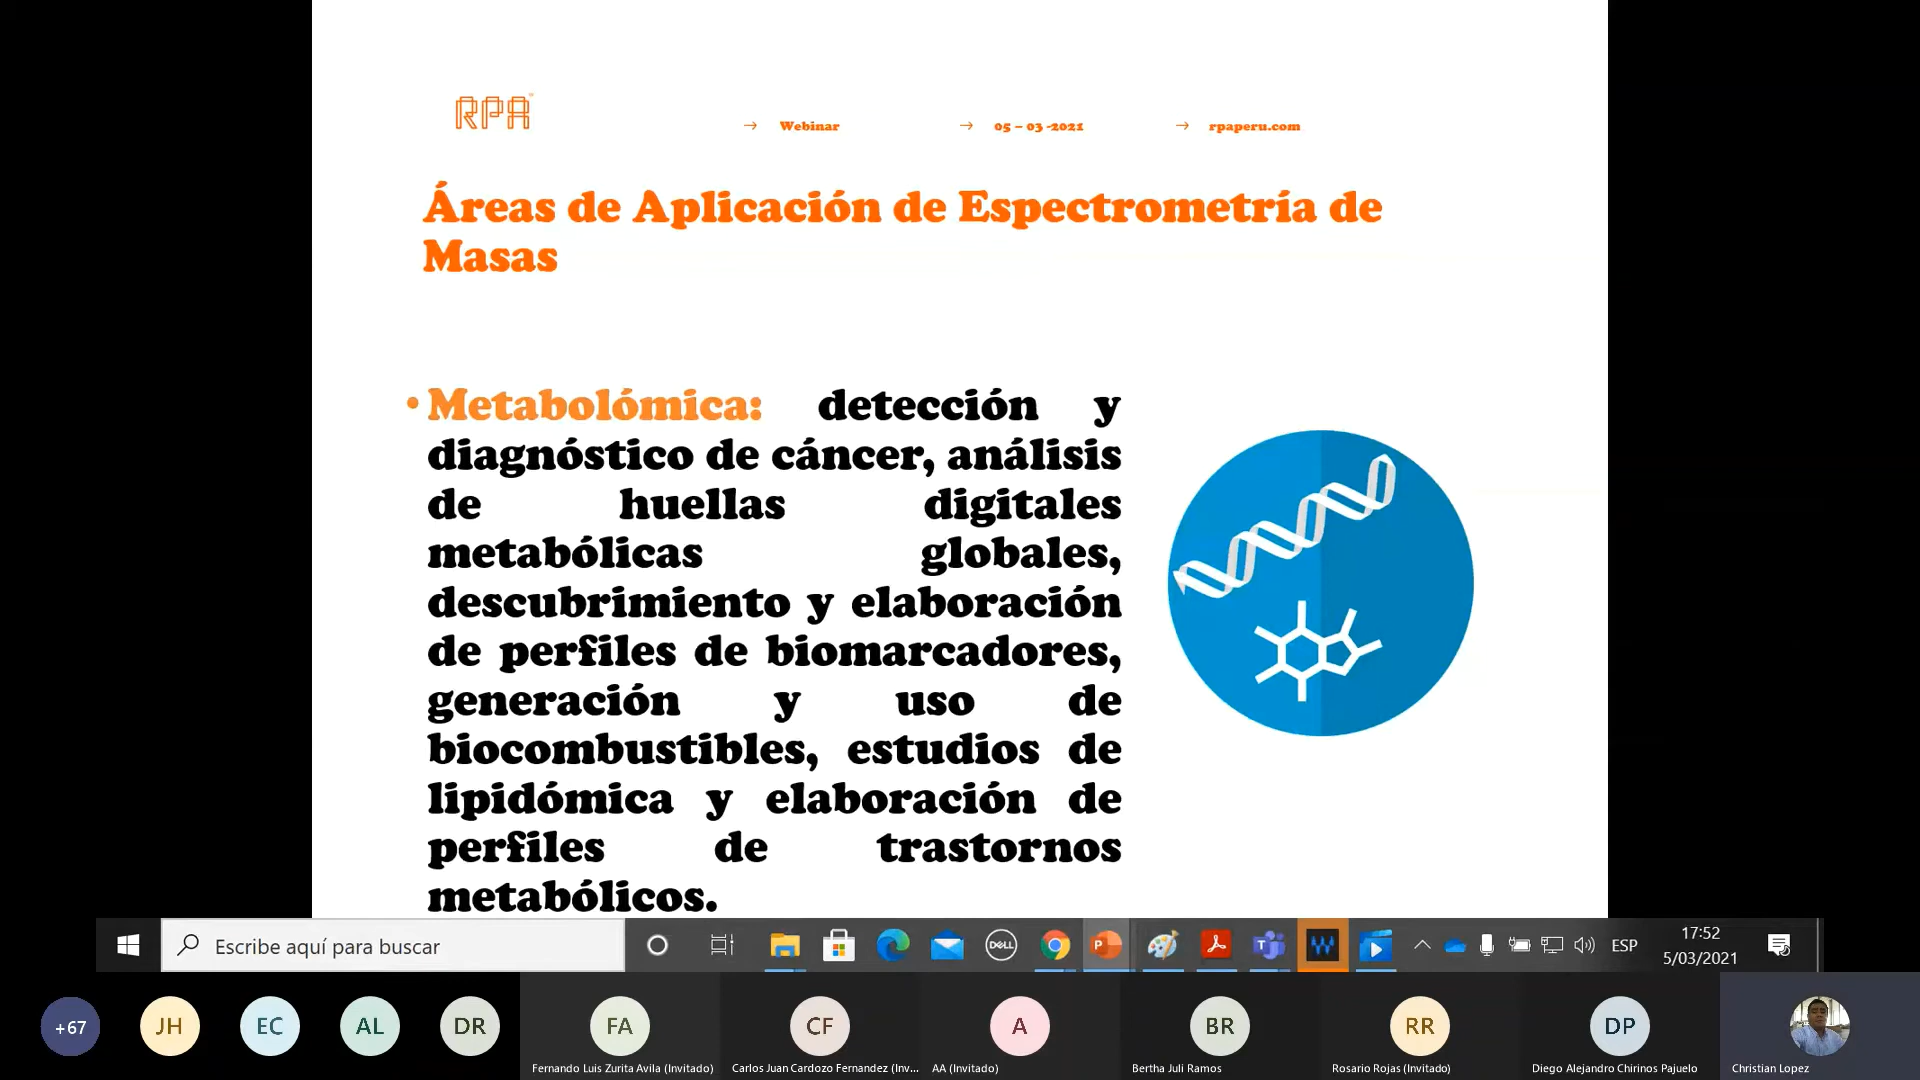 RPA
→ Webinar → 05 – 03 -2021 → rpaperu.com
Áreas de Aplicación de Espectrometría de
Masas
• Metabolómica: detección y
diagnóstico de cáncer, análisis
de huellas digitales
metabólicas globales,
descubrimiento y elaboración
de perfiles de biomarcadores,
generación y uso de
biocombustibles, estudios de
lipidómica y elaboración de
perfiles de trastornos
metabólicos.
Escribe aquí para buscar
DELL
ESP
17:52
5/03/2021
+67
JH
EC
AL
DR
FA
CF
A
BR
RR
DP
Fernando Luis Zurita Avila (Invitado)
Carlos Juan Cardozo Fernandez (Inv...
AA (Invitado)
Bertha Juli Ramos
Rosario Rojas (Invitado)
Diego Alejandro Chirinos Pajuelo
Christian Lopez